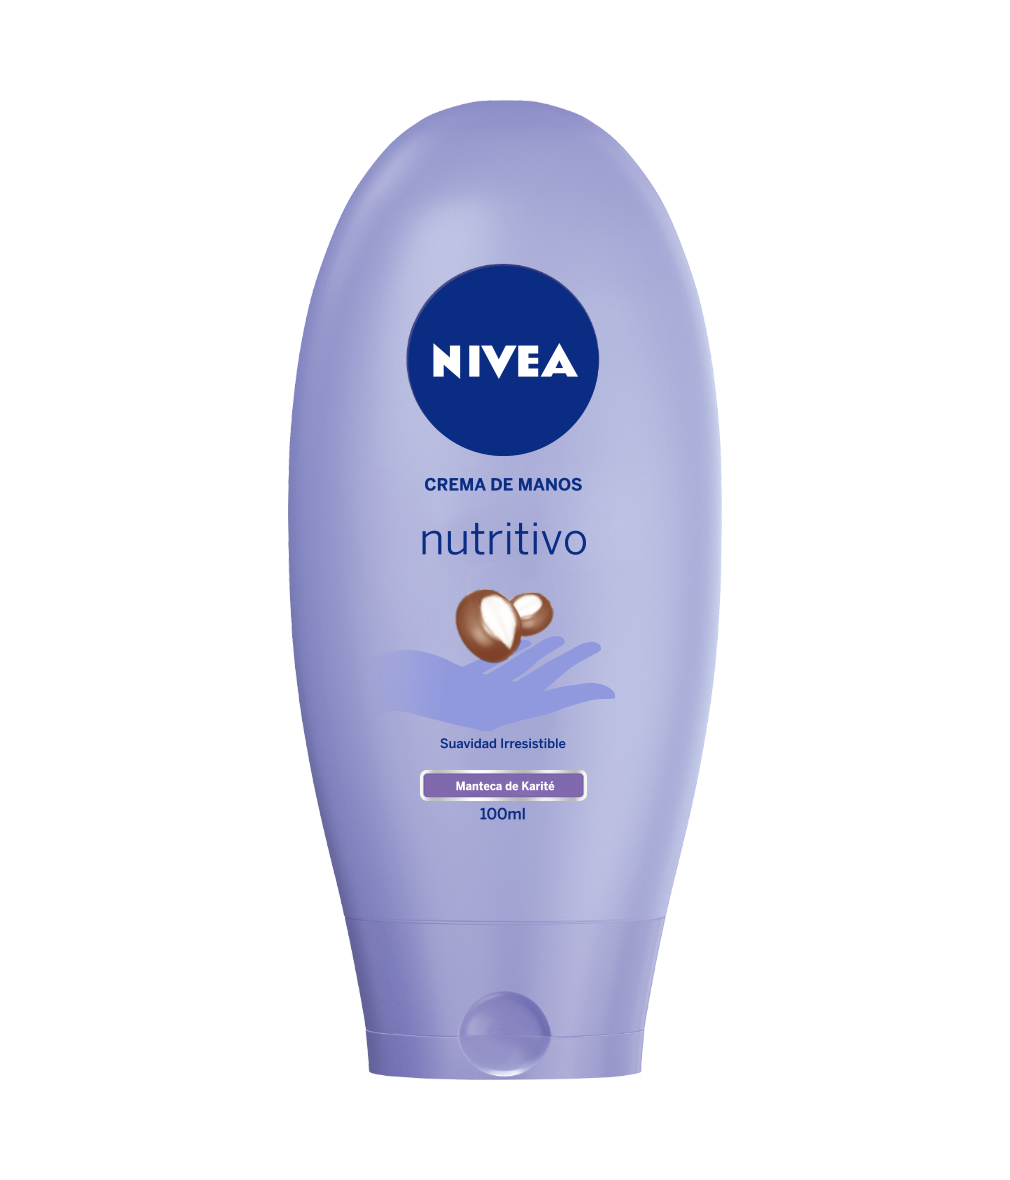 NIVEA
CREMA DE MANOS
nutritivo
Suavidad Irresistible
Manteca de Karité
100ml